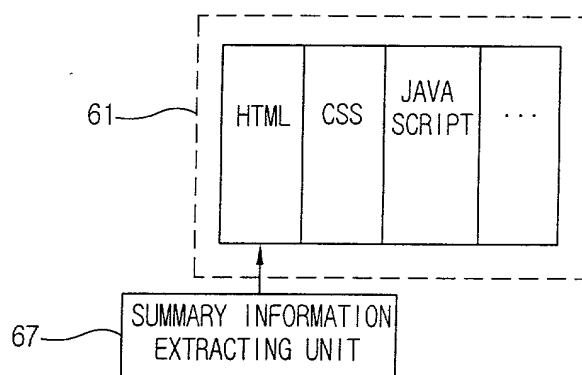 61
HTML
CSS
JAVA
SCRIPT
...
67
SUMMARY INFORMATION
EXTRACTING UNIT